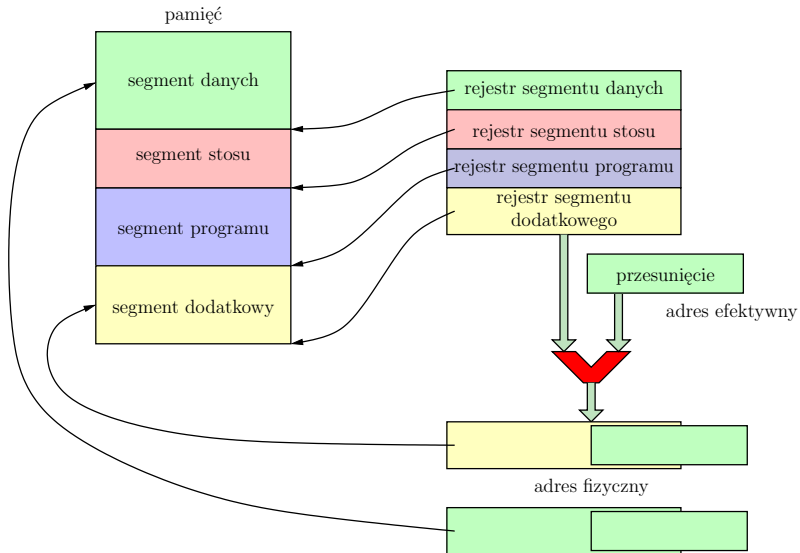 pamięć
segment danych
segment stosu
segment programu
segment dodatkowy
rejestr segmentu danych
rejestr segmentu stosu
rejestr segmentu programu
rejestr segmentu
dodatkowego
przesunięcie
adres efektywny
adres fizyczny